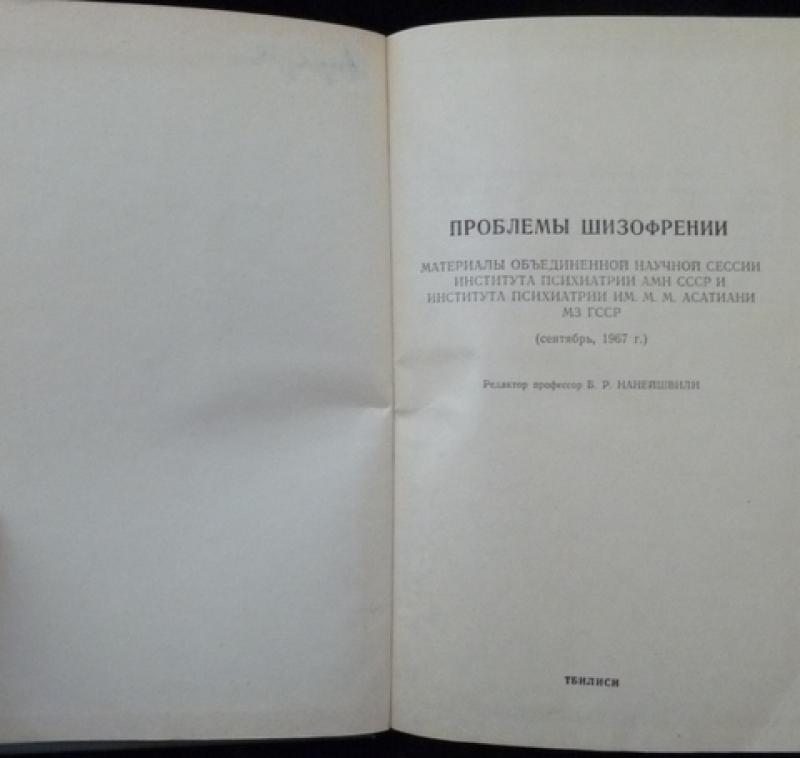 ПРОБЛЕМЫ ШИЗОФРЕНИИ
МАТЕРИАЛЫ ОБЪЕДИНЕННОЙ НАУЧНОЙ СЕССИИ
ИНСТИТУТА ПСИХИАТРИИ АМН СССР И
ИНСТИТУТА ПСИХИАТРИИ ИМ. М. М. АСАТИАНИ
МЗ ГССР
(сентябрь, 1967 г.)
Редактор профессор Б. Р. НАНЕЙШВИЛИ
ТБИЛИСИ